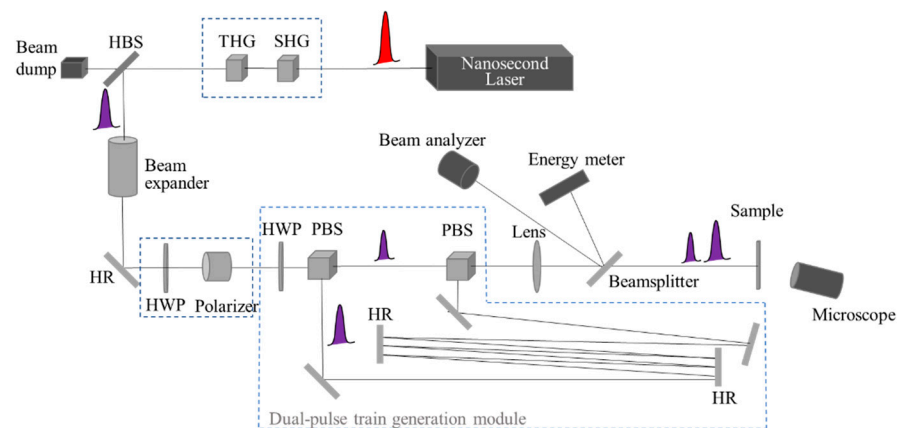 Beam
dump
HBS
THG
SHG
Nanosecond
Laser
Beam
expander
Beam analyzer
Energy meter
HR
HWP
Polarizer
HWP
PBS
PBS
Lens
Beamsplitter
Sample
Microscope
HR
HR
Dual-pulse train generation module